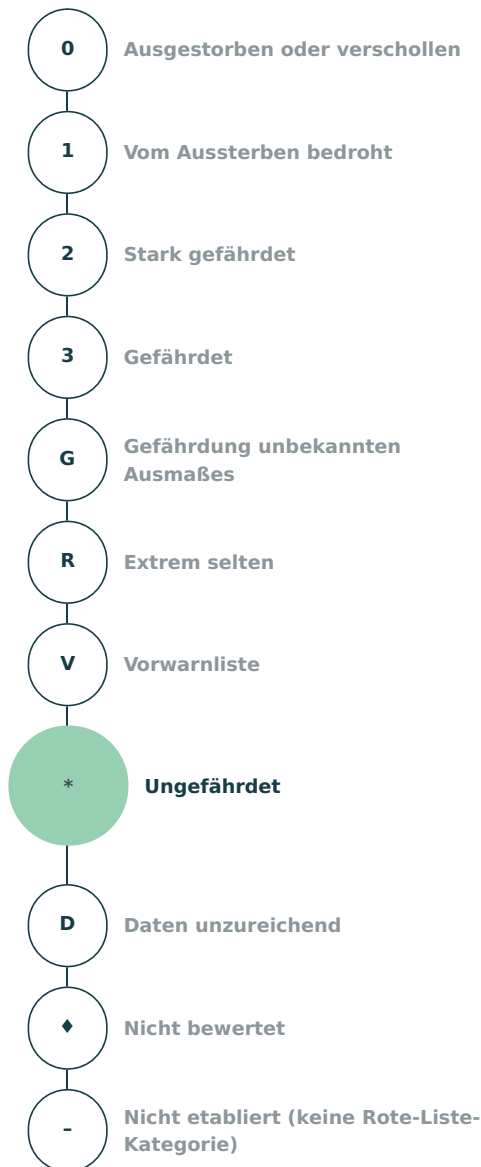 0 Ausgestorben oder verschollen
1 Vom Aussterben bedroht
2 Stark gefährdet
3 Gefährdet
G Gefährdung unbekannten
Ausmaßes
R Extrem selten
V Vorwarnliste
* Ungefährdet
D Daten unzureichend
♦ Nicht bewertet
– Nicht etabliert (keine Rote-Liste-
Kategorie)